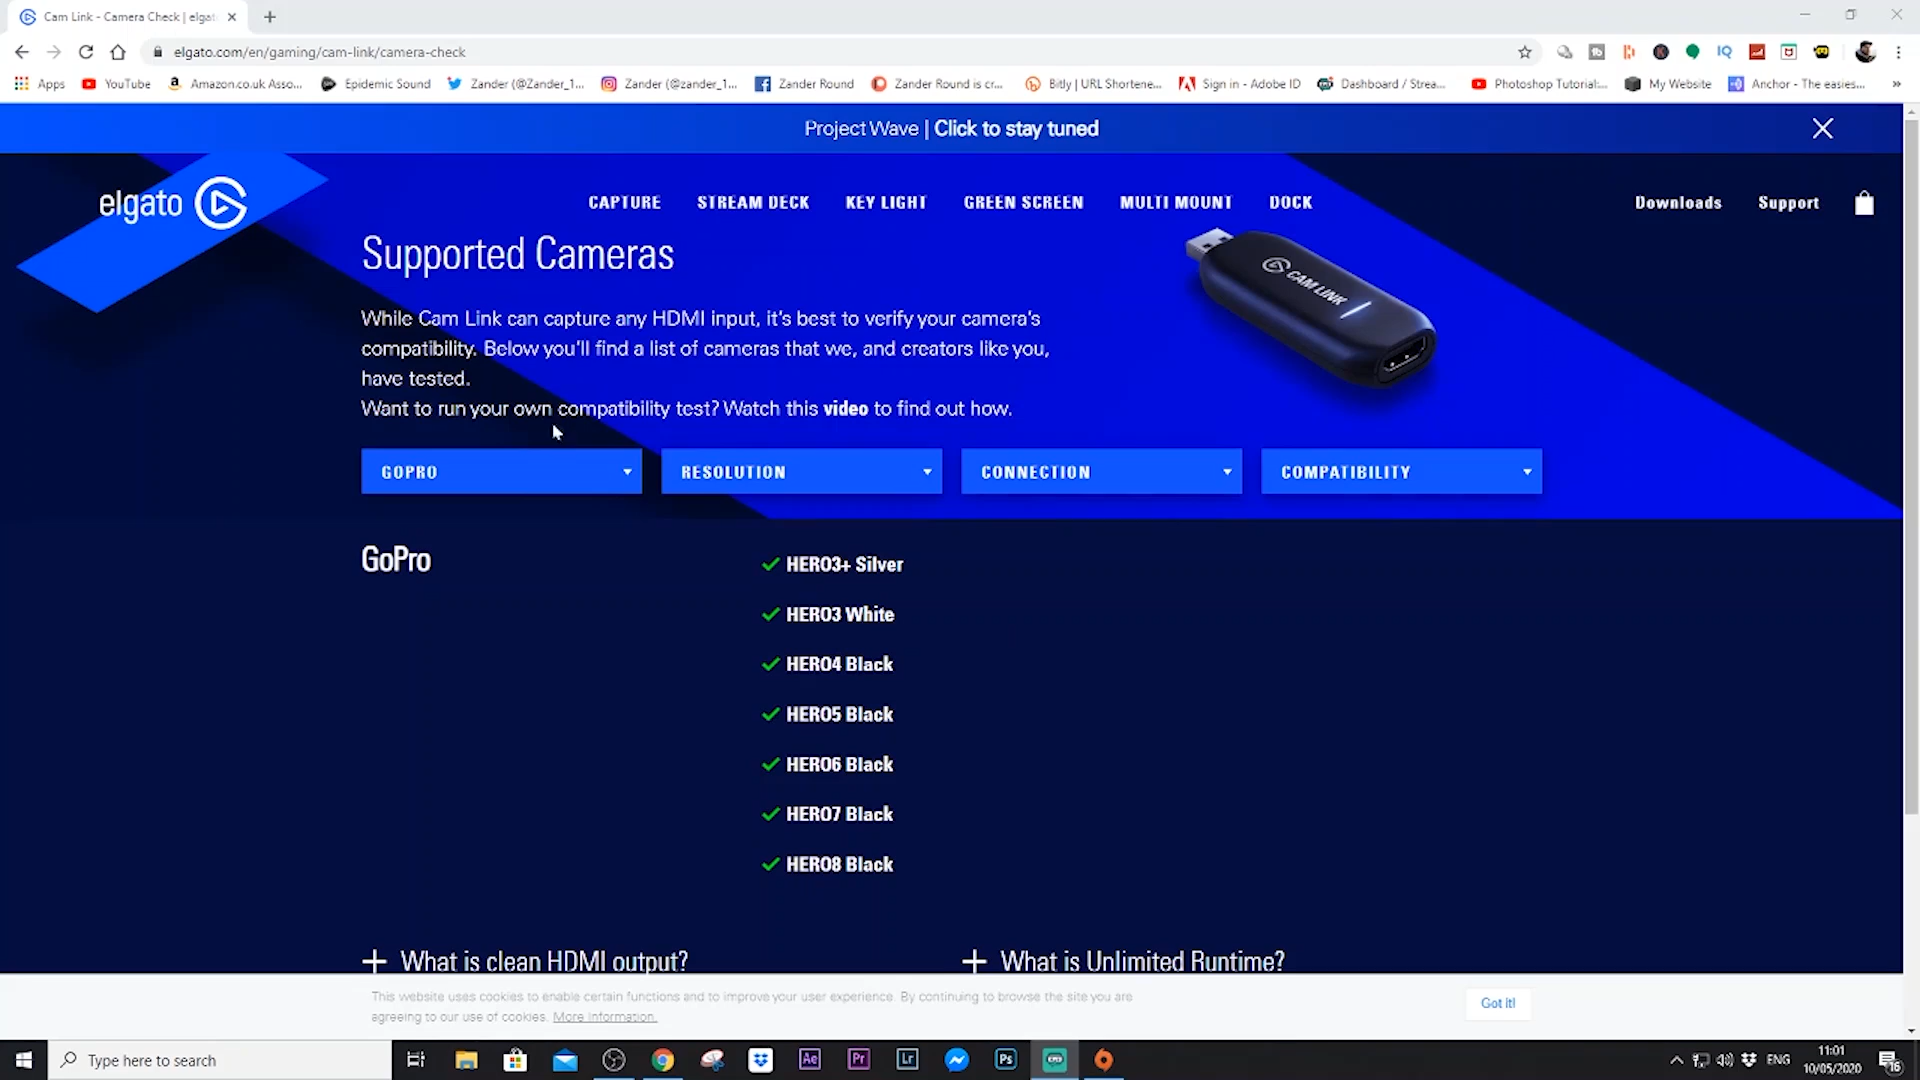 Cam Link - Camera Check | elgat
elgato.com/en/gaming/cam-link/camera-check
Apps YouTube Amazon.co.uk Asso... Epidemic Sound Zander (@Zander_1... Zander (@zander_1... Zander Round Zander Round is cr... Bitly | URL Shortene... Sign in - Adobe ID Dashboard / Strea... Photoshop Tutorial:... My Website Anchor - The easies... »
Project Wave | Click to stay tuned
elgato
CAPTURE STREAM DECK KEY LIGHT GREEN SCREEN MULTI MOUNT DOCK
Downloads Support
Supported Cameras
CAM LINK
While Cam Link can capture any HDMI input, it's best to verify your camera's
compatibility. Below you'll find a list of cameras that we, and creators like you,
have tested.
Want to run your own compatibility test? Watch this video to find out how.
GOPRO RESOLUTION CONNECTION COMPATIBILITY
GoPro
HERO3+ Silver
HERO3 White
HERO4 Black
HERO5 Black
HERO6 Black
HERO7 Black
HERO8 Black
What is clean HDMI output? What is Unlimited Runtime?
This website uses cookies to enable certain functions and to improve your user experience. By continuing to browse the site you are
agreeing to our use of cookies. More Information.
Got it!
Type here to search
Ae Pr Lr Ps
ENG
11:01
10/05/2020
16